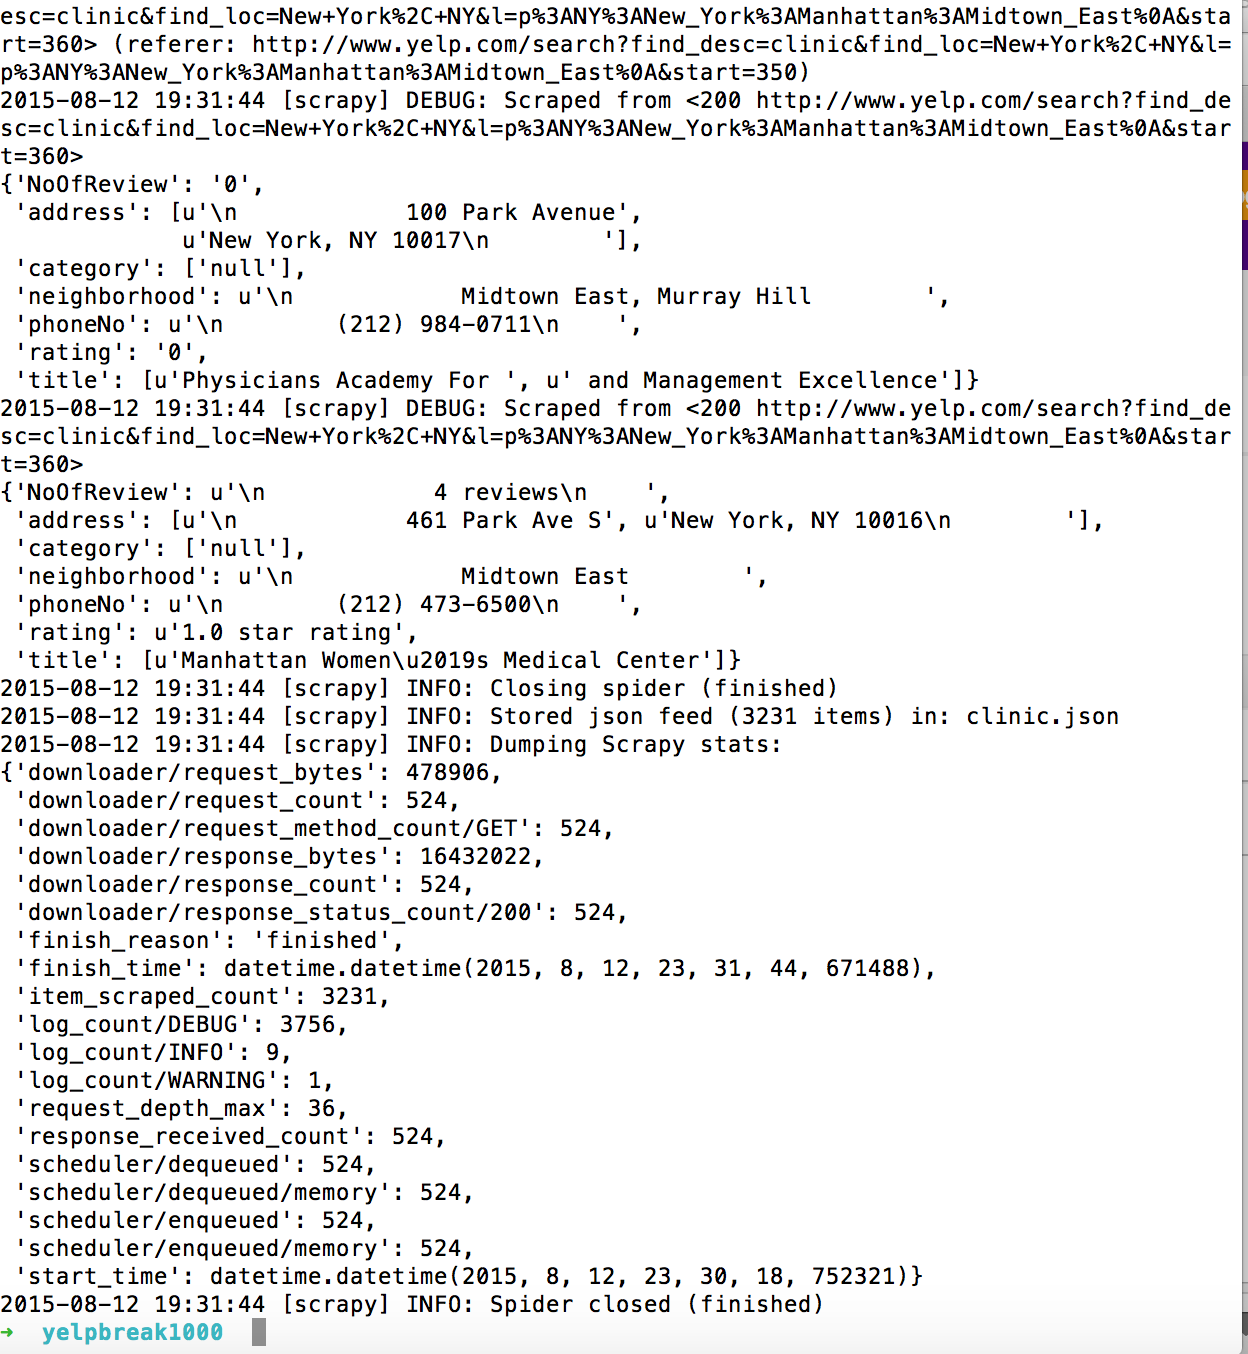 esc=clinic&find_loc=New+York%2C+NY&l=p%3ANY%3ANew_York%3AManhattan%3AMidtown_East%0A&sta
rt=360> (referer: http://www.yelp.com/search?find_desc=clinic&find_loc=New+York%2C+NY&l=
p%3ANY%3ANew_York%3AManhattan%3AMidtown_East%0A&start=350)
2015-08-12 19:31:44 [scrapy] DEBUG: Scraped from <200 http://www.yelp.com/search?find_de
sc=clinic&find_loc=New+York%2C+NY&l=p%3ANY%3ANew_York%3AManhattan%3AMidtown_East%0A&star
t=360>
{'NoOfReview': '0',
 'address': [u'\n            100 Park Avenue',
             u'New York, NY 10017\n        '],
 'category': ['null'],
 'neighborhood': u'\n            Midtown East, Murray Hill        ',
 'phoneNo': u'\n        (212) 984-0711\n    ',
 'rating': '0',
 'title': [u'Physicians Academy For ', u' and Management Excellence']}
2015-08-12 19:31:44 [scrapy] DEBUG: Scraped from <200 http://www.yelp.com/search?find_de
sc=clinic&find_loc=New+York%2C+NY&l=p%3ANY%3ANew_York%3AManhattan%3AMidtown_East%0A&star
t=360>
{'NoOfReview': u'\n            4 reviews\n    ',
 'address': [u'\n            461 Park Ave S', u'New York, NY 10016\n        '],
 'category': ['null'],
 'neighborhood': u'\n            Midtown East        ',
 'phoneNo': u'\n        (212) 473-6500\n    ',
 'rating': u'1.0 star rating',
 'title': [u'Manhattan Women\u2019s Medical Center']}
2015-08-12 19:31:44 [scrapy] INFO: Closing spider (finished)
2015-08-12 19:31:44 [scrapy] INFO: Stored json feed (3231 items) in: clinic.json
2015-08-12 19:31:44 [scrapy] INFO: Dumping Scrapy stats:
{'downloader/request_bytes': 478906,
 'downloader/request_count': 524,
 'downloader/request_method_count/GET': 524,
 'downloader/response_bytes': 16432022,
 'downloader/response_count': 524,
 'downloader/response_status_count/200': 524,
 'finish_reason': 'finished',
 'finish_time': datetime.datetime(2015, 8, 12, 23, 31, 44, 671488),
 'item_scraped_count': 3231,
 'log_count/DEBUG': 3756,
 'log_count/INFO': 9,
 'log_count/WARNING': 1,
 'request_depth_max': 36,
 'response_received_count': 524,
 'scheduler/dequeued': 524,
 'scheduler/dequeued/memory': 524,
 'scheduler/enqueued': 524,
 'scheduler/enqueued/memory': 524,
 'start_time': datetime.datetime(2015, 8, 12, 23, 30, 18, 752321)}
2015-08-12 19:31:44 [scrapy] INFO: Spider closed (finished)
→ yelpbreak1000